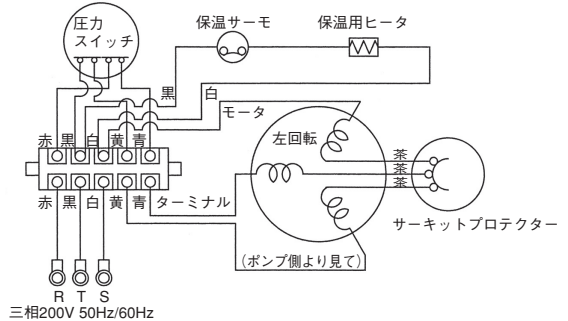 圧力
スイッチ
保温サーモ
保温用ヒータ
黒
白
モータ
赤 黒 白 黄 青
左回転
茶
茶
茶
赤 黒 白 黄 青 ターミナル
サーキットプロテクター
(ポンプ側より見て)
R T S
三相200V 50Hz/60Hz